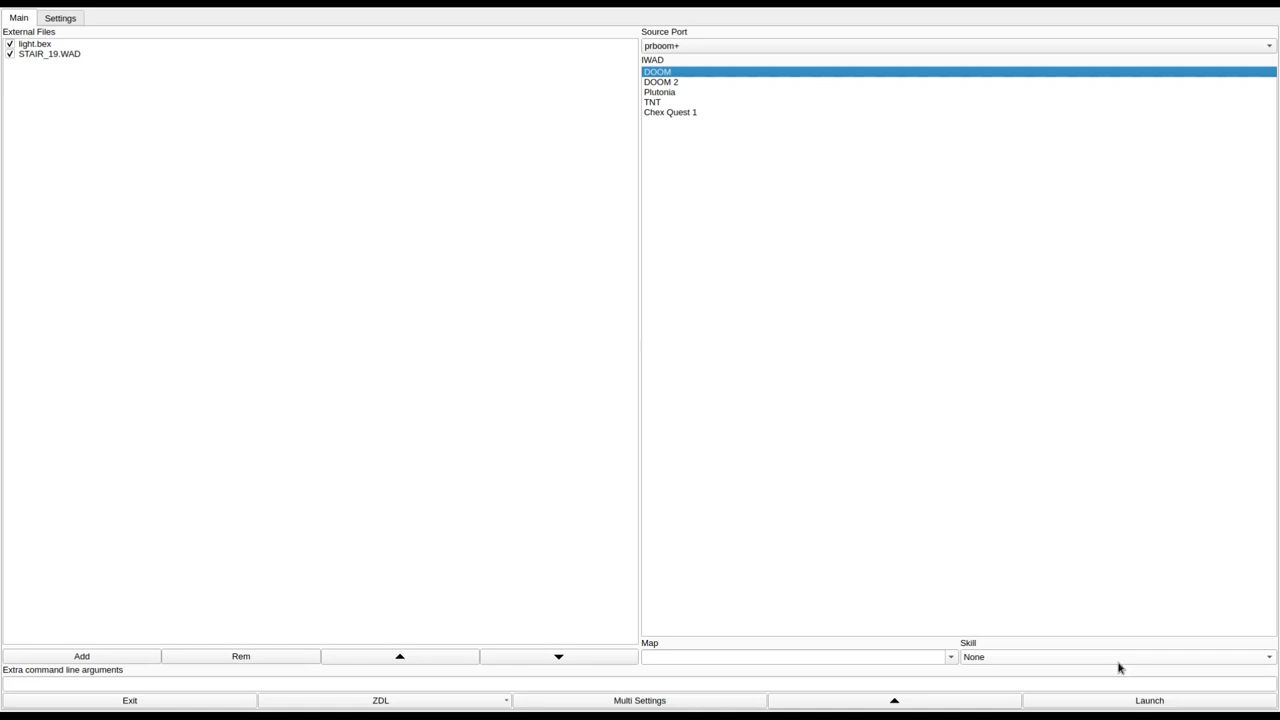 Main Settings
External Files
light.bex
STAIR_19.WAD
Source Port
prboom+
IWAD
DOOM
DOOM 2
Plutonia
TNT
Chex Quest 1
Map Skill
None
Add Rem
Extra command line arguments
Exit ZDL Multi Settings Launch